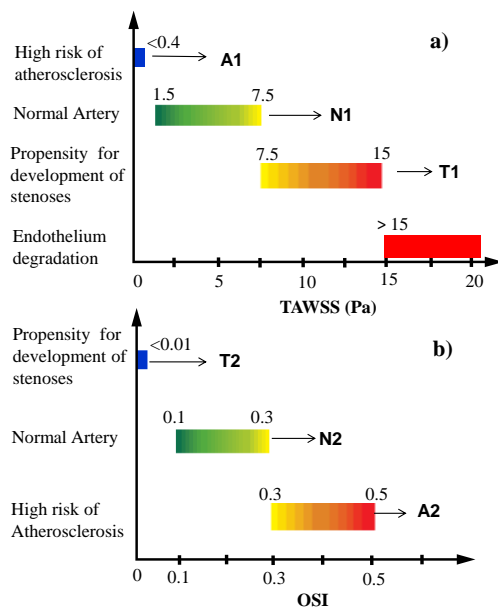 a)
High risk of
atherosclerosis
<0.4
A1
Normal Artery
1.5
7.5
N1
Propensity for
development of
stenoses
7.5
15
T1
Endothelium
degradation
> 15
0
5
10
15
20
TAWSS (Pa)
b)
Propensity for
development of
stenoses
<0.01
T2
Normal Artery
0.1
0.3
N2
High risk of
Atherosclerosis
0.3
0.5
A2
0
0.1
0.3
0.5
OSI